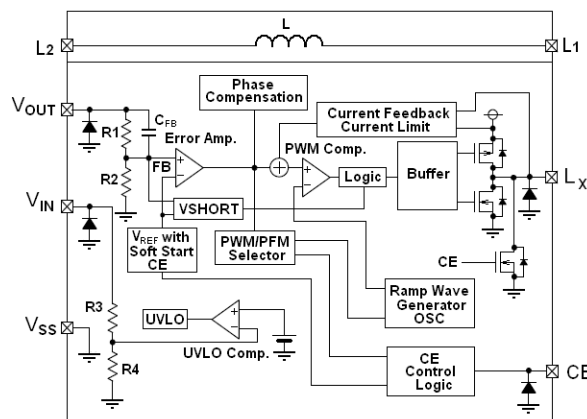 L
L2
L1
Phase
Compensation
VOUT
CFB
R1
Error Amp.
Current Feedback
Current Limit
PWM Comp.
FB
+
−
+
+
−
Logic
Buffer
LX
R2
VIN
VSHORT
VREF with
Soft Start
CE
PWM/PFM
Selector
CE
R3
Ramp Wave
Generator
OSC
UVLO
+
−
UVLO Comp.
VSS
R4
CE
Control
Logic
CE